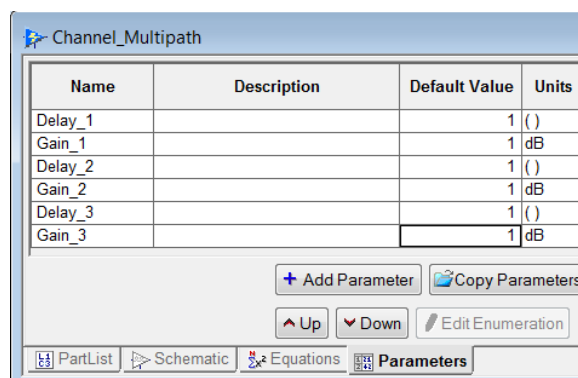 Channel_Multipath
Name Description Default Value Units
Delay_1 1 ( )
Gain_1 1 dB
Delay_2 1 ( )
Gain_2 1 dB
Delay_3 1 ( )
Gain_3 1 dB
+ Add Parameter Copy Parameters
Up Down Edit Enumeration
PartList Schematic Equations Parameters